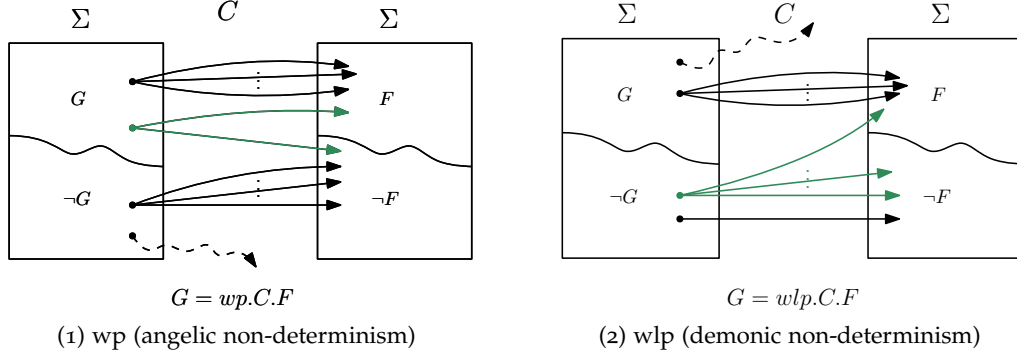 Σ C Σ
G F
⋮
¬G ¬F
⋮
G = wp.C.F
(1) wp (angelic non-determinism)
Σ C Σ
G F
⋮
¬G ¬F
⋮
G = wlp.C.F
(2) wlp (demonic non-determinism)